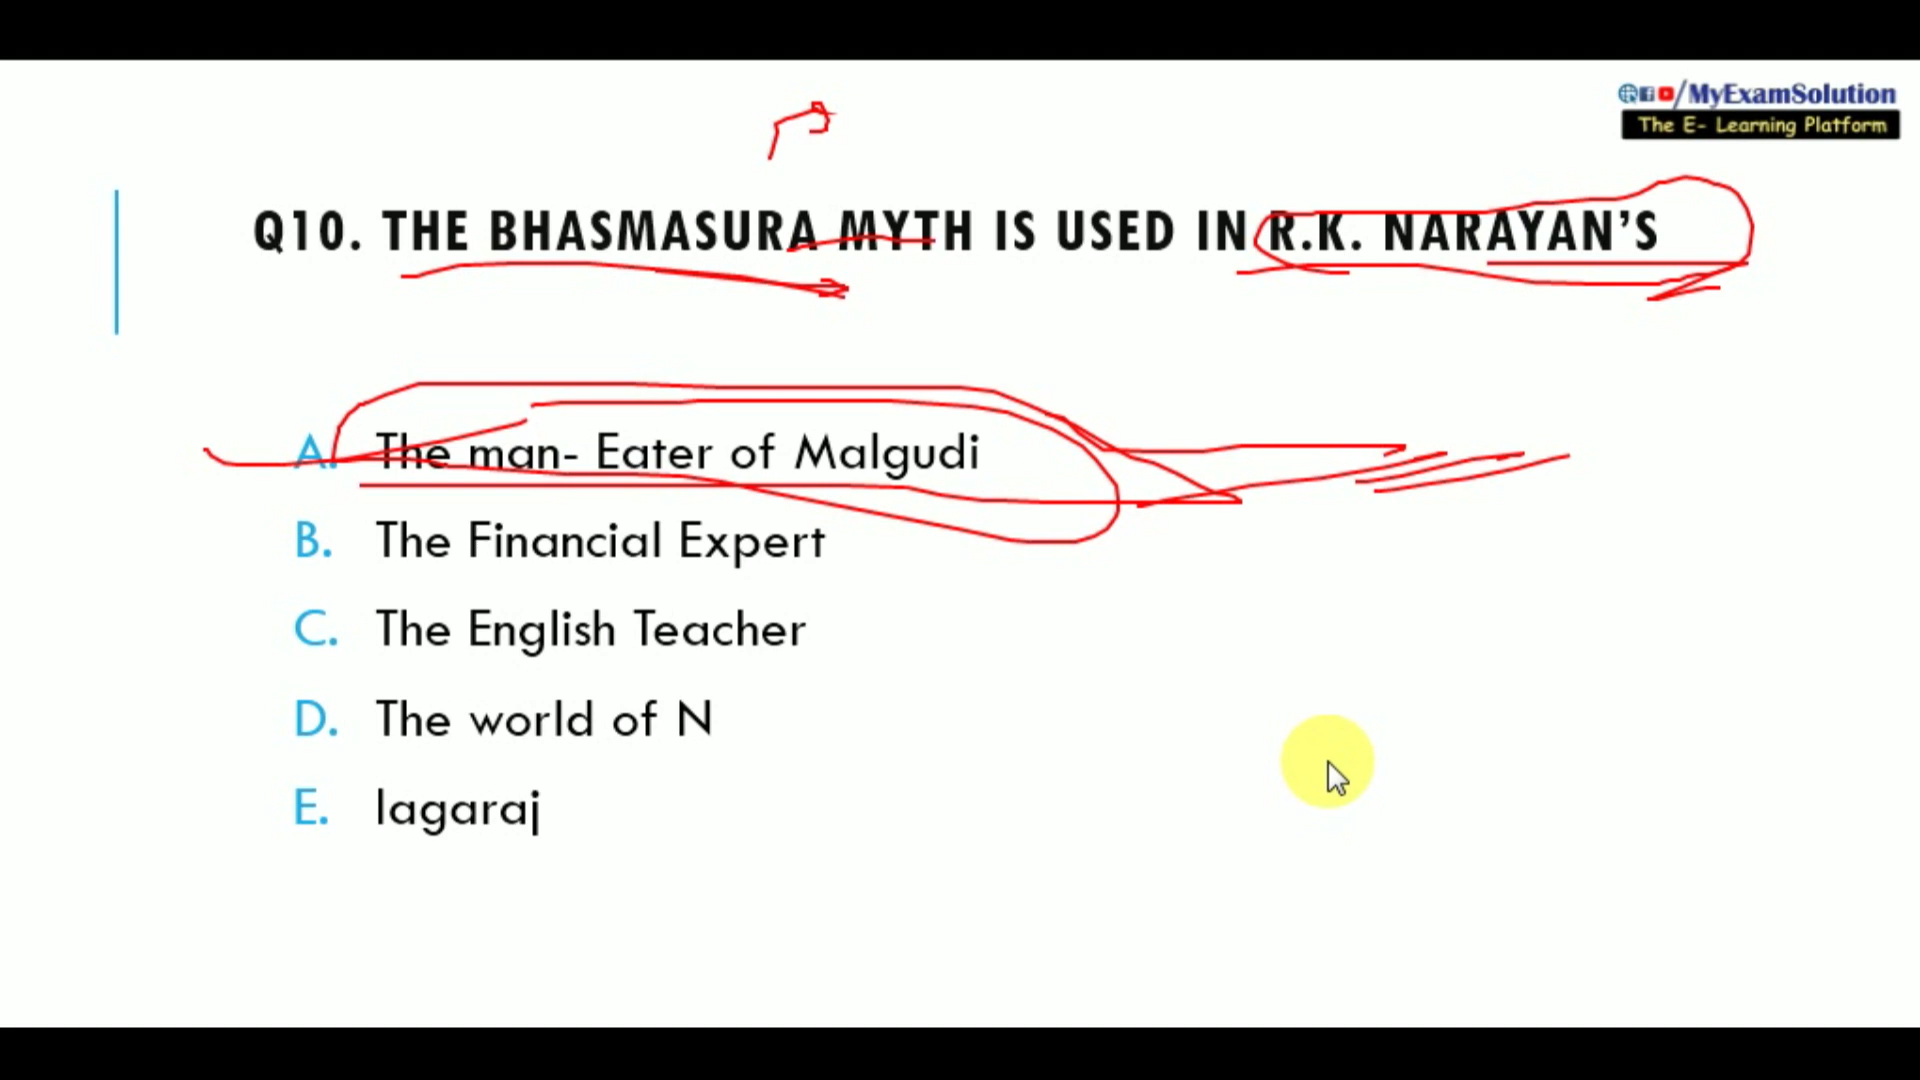 /MyExamSolution
The E- Learning Platform
Q10. THE BHASMASURA MYTH IS USED IN R.K. NARAYAN'S
A. The man- Eater of Malgudi
B. The Financial Expert
C. The English Teacher
D. The world of N
E. lagaraj